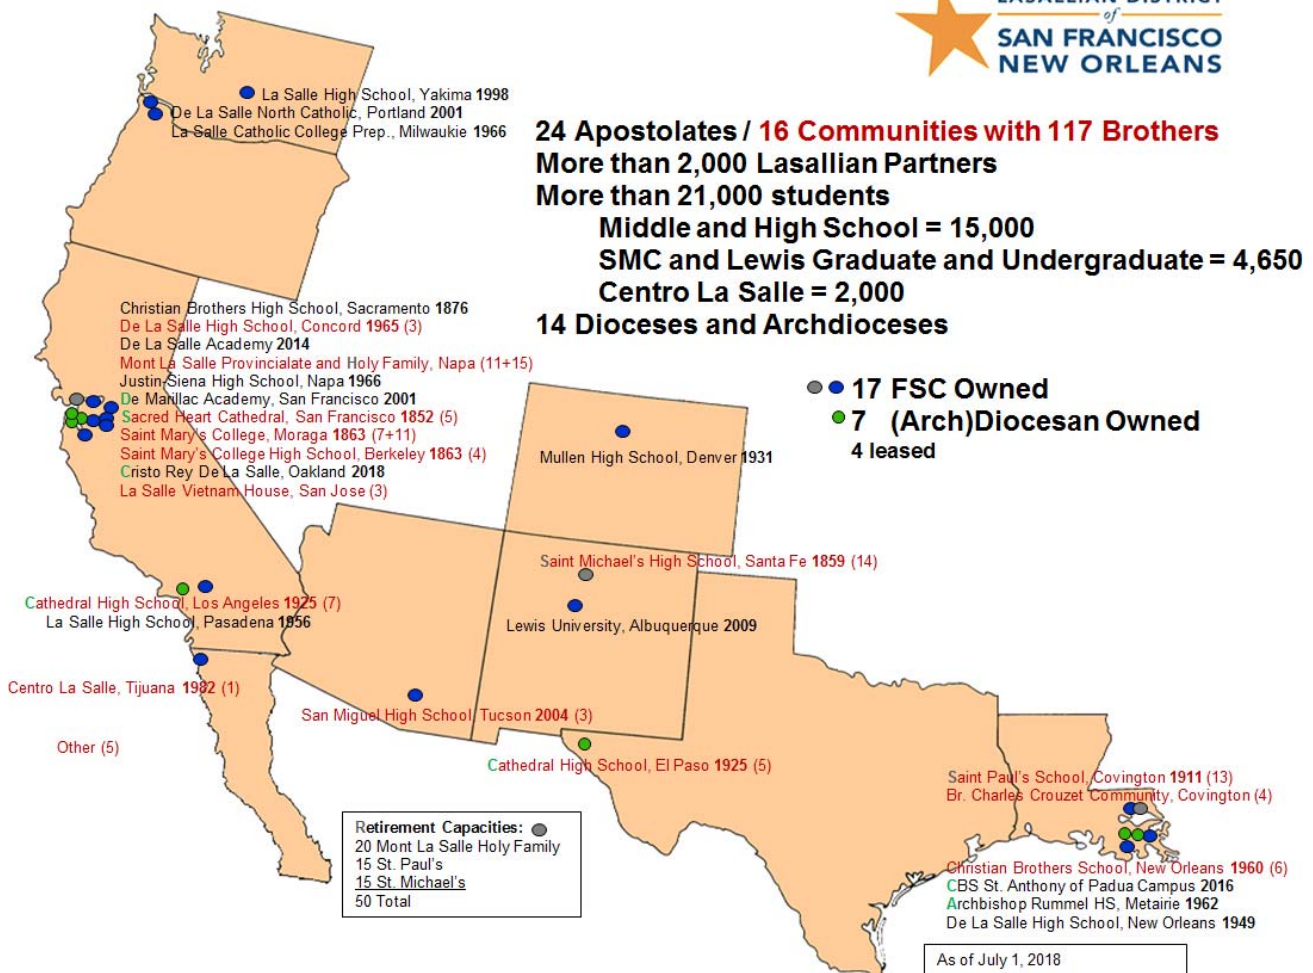 LASALLIAN DISTRICT
of
SAN FRANCISCO
NEW ORLEANS
La Salle High School, Yakima 1998
De La Salle North Catholic, Portland 2001
La Salle Catholic College Prep., Milwaukie 1966
24 Apostolates / 16 Communities with 117 Brothers
More than 2,000 Lasallian Partners
More than 21,000 students
Middle and High School = 15,000
SMC and Lewis Graduate and Undergraduate = 4,650
Centro La Salle = 2,000
14 Dioceses and Archdioceses
17 FSC Owned
7 (Arch)Diocesan Owned
4 leased
Christian Brothers High School, Sacramento 1876
De La Salle High School, Concord 1965 (3)
De La Salle Academy 2014
Mont La Salle Provincialate and Holy Family, Napa (11+15)
Justin-Siena High School, Napa 1966
De Marillac Academy, San Francisco 2001
Sacred Heart Cathedral, San Francisco 1852 (5)
Saint Mary's College, Moraga 1863 (7+11)
Saint Mary's College High School, Berkeley 1863 (4)
Cristo Rey De La Salle, Oakland 2018
La Salle Vietnam House, San Jose (3)
Mullen High School, Denver 1931
Saint Michael's High School, Santa Fe 1859 (14)
Lewis University, Albuquerque 2009
Cathedral High School, Los Angeles 1925 (7)
La Salle High School, Pasadena 1956
Centro La Salle, Tijuana 1982 (1)
San Miguel High School, Tucson 2004 (3)
Other (5)
Cathedral High School, El Paso 1925 (5)
Saint Paul's School, Covington 1911 (13)
Br. Charles Crouzet Community, Covington (4)
Christian Brothers School, New Orleans 1960 (6)
CBS St. Anthony of Padua Campus 2016
Archbishop Rummel HS, Metairie 1962
De La Salle High School, New Orleans 1949
Retirement Capacities:
20 Mont La Salle Holy Family
15 St. Paul's
15 St. Michael's
50 Total
As of July 1, 2018